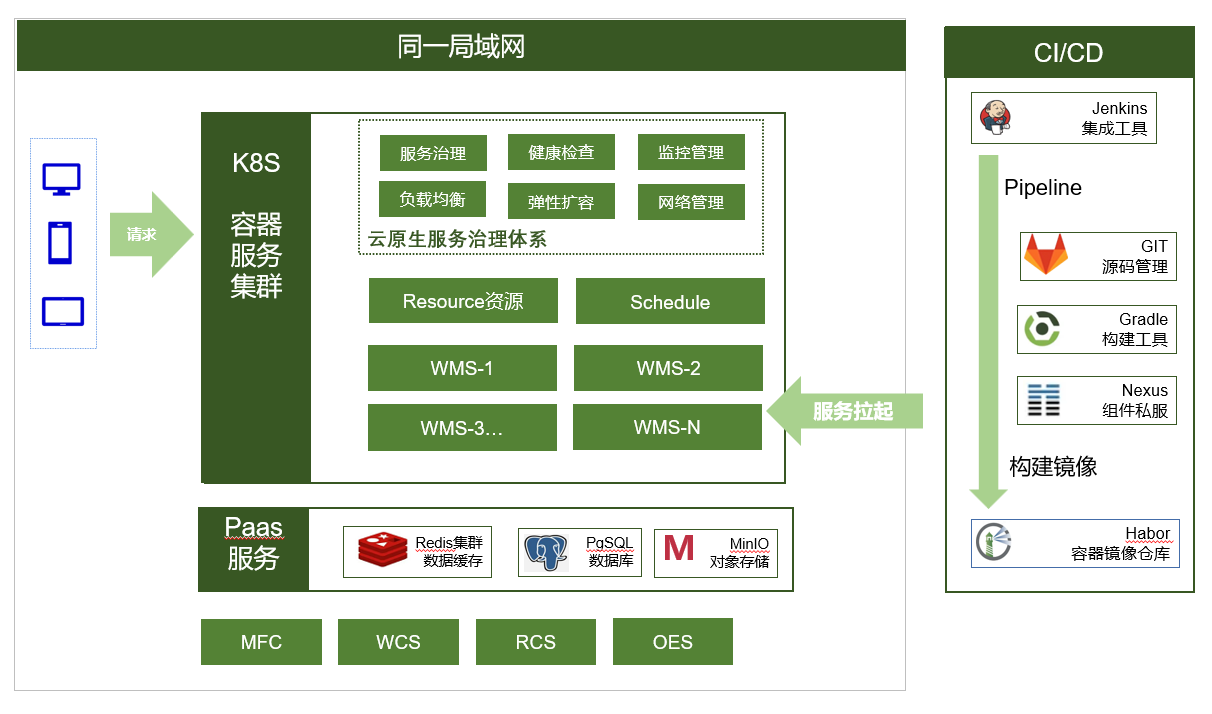 同一局域网
K8S
容器
服务
集群
请求
服务治理
健康检查
监控管理
负载均衡
弹性扩容
网络管理
云原生服务治理体系
Resource资源
Schedule
WMS-1
WMS-2
WMS-3…
WMS-N
服务拉起
Paas
服务
Redis集群
数据缓存
PgSQL
数据库
M
MinIO
对象存储
MFC
WCS
RCS
OES
CI/CD
Jenkins
集成工具
Pipeline
GIT
源码管理
Gradle
构建工具
Nexus
组件私服
构建镜像
Habor
容器镜像仓库